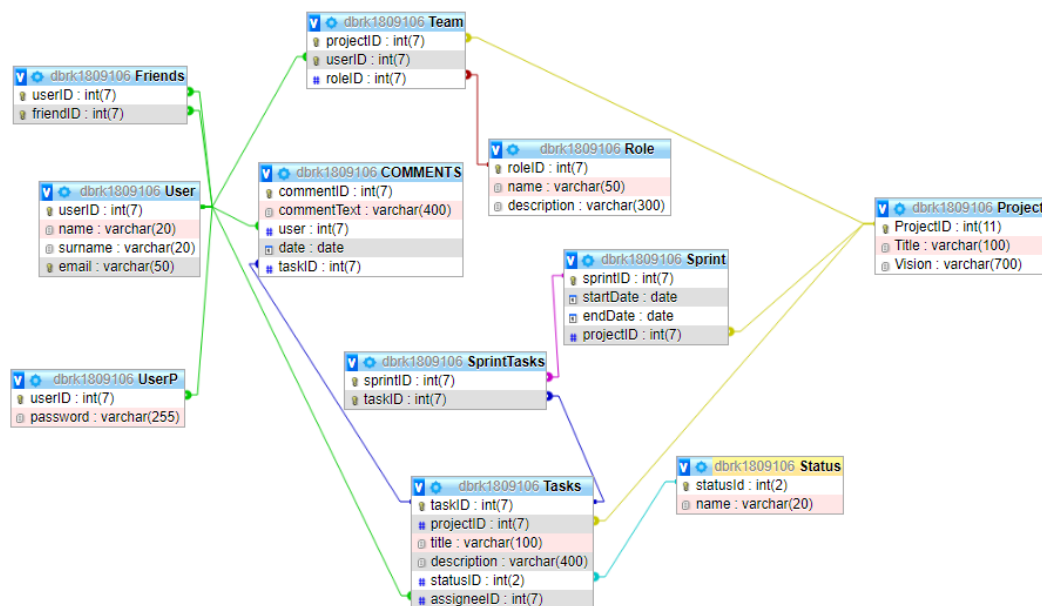 dbrk1809106 Team
projectID : int(7)
userID : int(7)
roleID : int(7)
dbrk1809106 Friends
userID : int(7)
friendID : int(7)
dbrk1809106 Role
roleID : int(7)
name : varchar(50)
description : varchar(300)
dbrk1809106 COMMENTS
commentID : int(7)
commentText : varchar(400)
user : int(7)
date : date
taskID : int(7)
dbrk1809106 User
userID : int(7)
name : varchar(20)
surname : varchar(20)
email : varchar(50)
dbrk1809106 Project
ProjectID : int(11)
Title : varchar(100)
Vision : varchar(700)
dbrk1809106 Sprint
sprintID : int(7)
startDate : date
endDate : date
projectID : int(7)
dbrk1809106 SprintTasks
sprintID : int(7)
taskID : int(7)
dbrk1809106 UserP
userID : int(7)
password : varchar(255)
dbrk1809106 Status
statusId : int(2)
name : varchar(20)
dbrk1809106 Tasks
taskID : int(7)
projectID : int(7)
title : varchar(100)
description : varchar(400)
statusID : int(2)
assigneeID : int(7)